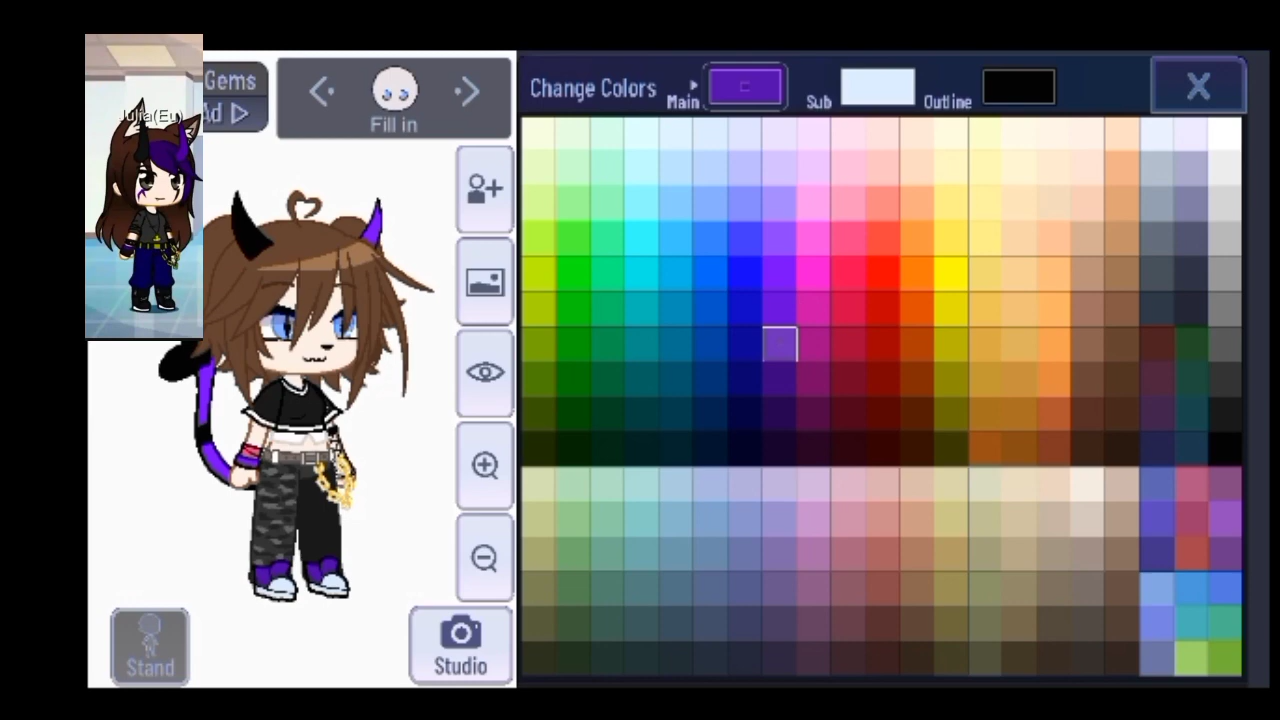 Julia(Eu)
Gems
Ad
Fill in
Change Colors
Main
Sub
Outline
X
Stand
Studio